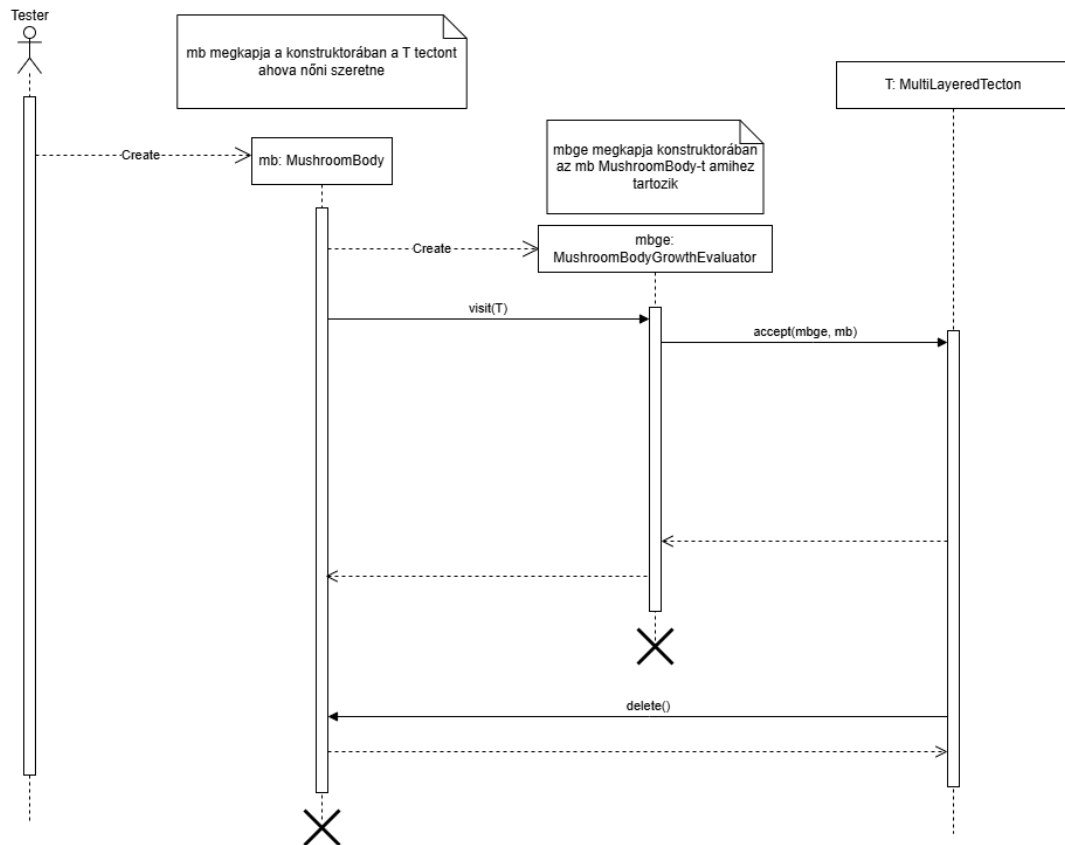 Tester
mb megkapja a konstruktorában a T tectont
ahova nőni szeretne
T: MultiLayeredTecton
mbge megkapja konstruktorában
az mb MushroomBody-t amihez
tartozik
Create
mb: MushroomBody
Create
mbge:
MushroomBodyGrowthEvaluator
visit(T)
accept(mbge, mb)
delete()